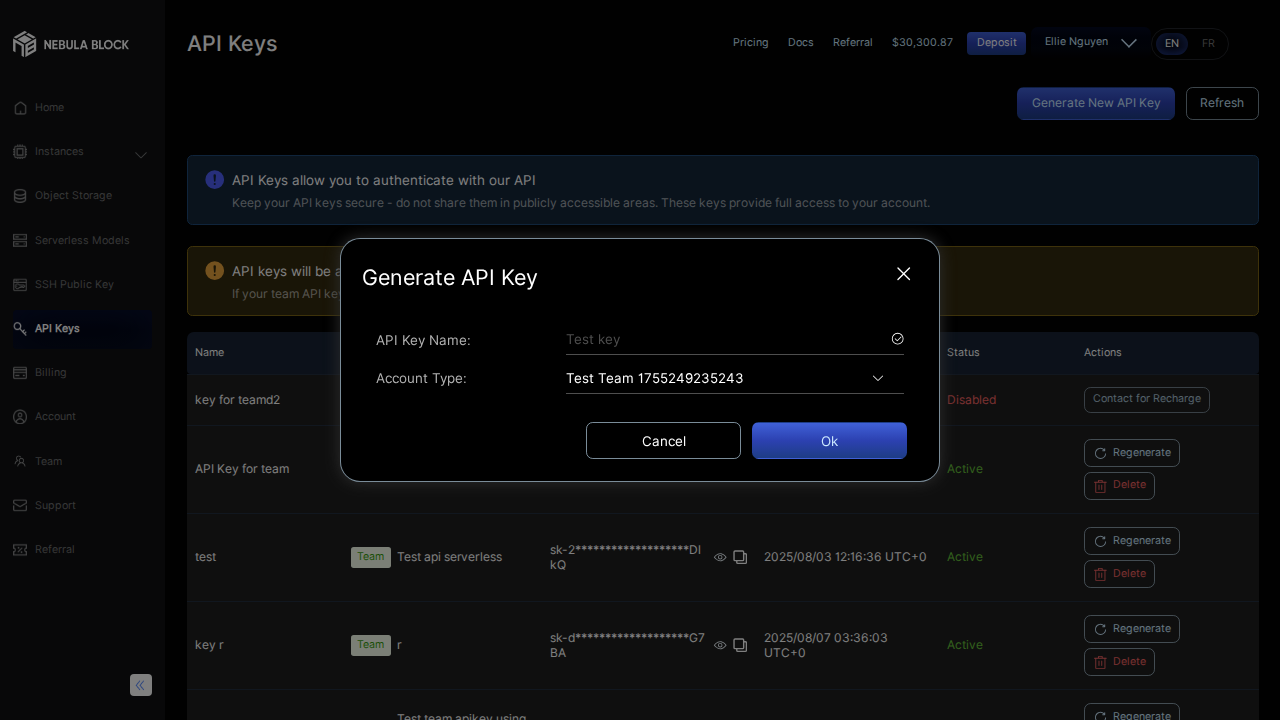 NEBULA BLOCK
API Keys
Pricing
Docs
Referral
$30,300.87
Deposit
Ellie Nguyen
EN
FR
Home
Instances
Object Storage
Serverless Models
SSH Public Key
API Keys
Billing
Account
Team
Support
Referral
Generate New API Key
Refresh
API Keys allow you to authenticate with our API
Keep your API keys secure - do not share them in publicly accessible areas. These keys provide full access to your account.
API keys will be a
If your team API key
Generate API Key
API Key Name:
Test key
Account Type:
Test Team 1755249235243
Cancel
Ok
Name
Status
Actions
key for teamd2
Disabled
Contact for Recharge
API Key for team
Active
Regenerate
Delete
test
Team
Test api serverless
sk-2*******************DI
kQ
2025/08/03 12:16:36 UTC+0
Active
Regenerate
Delete
key r
Team
r
sk-d*******************G7
BA
2025/08/07 03:36:03
UTC+0
Active
Regenerate
Delete
Test team apikey using
Regenerate